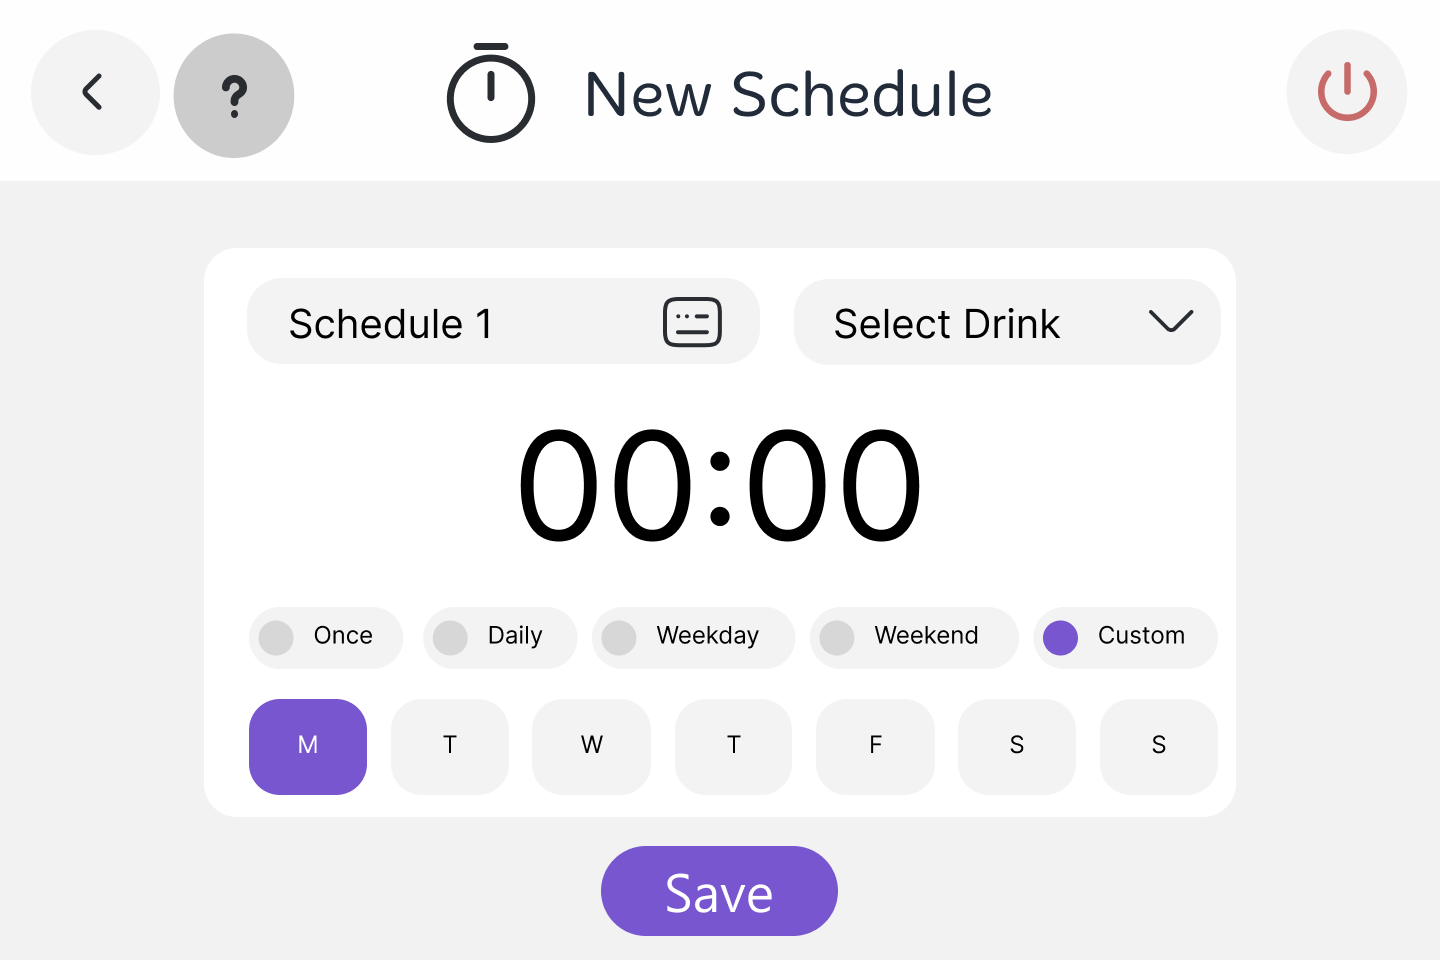 ?
New Schedule
Schedule 1
Select Drink
00:00
Once Daily Weekday Weekend Custom
M T W T F S S
Save